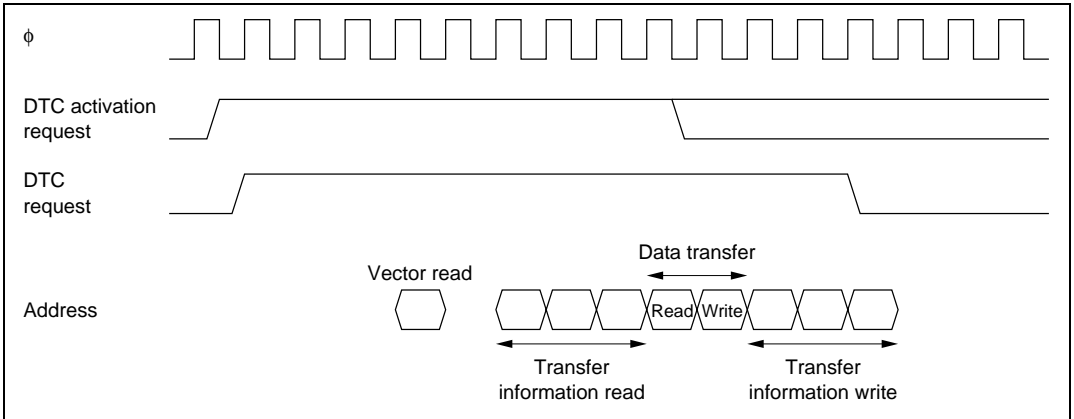 ϕ
DTC activation
request
DTC
request
Data transfer
Vector read
Address
Read
Write
Transfer
information read
Transfer
information write